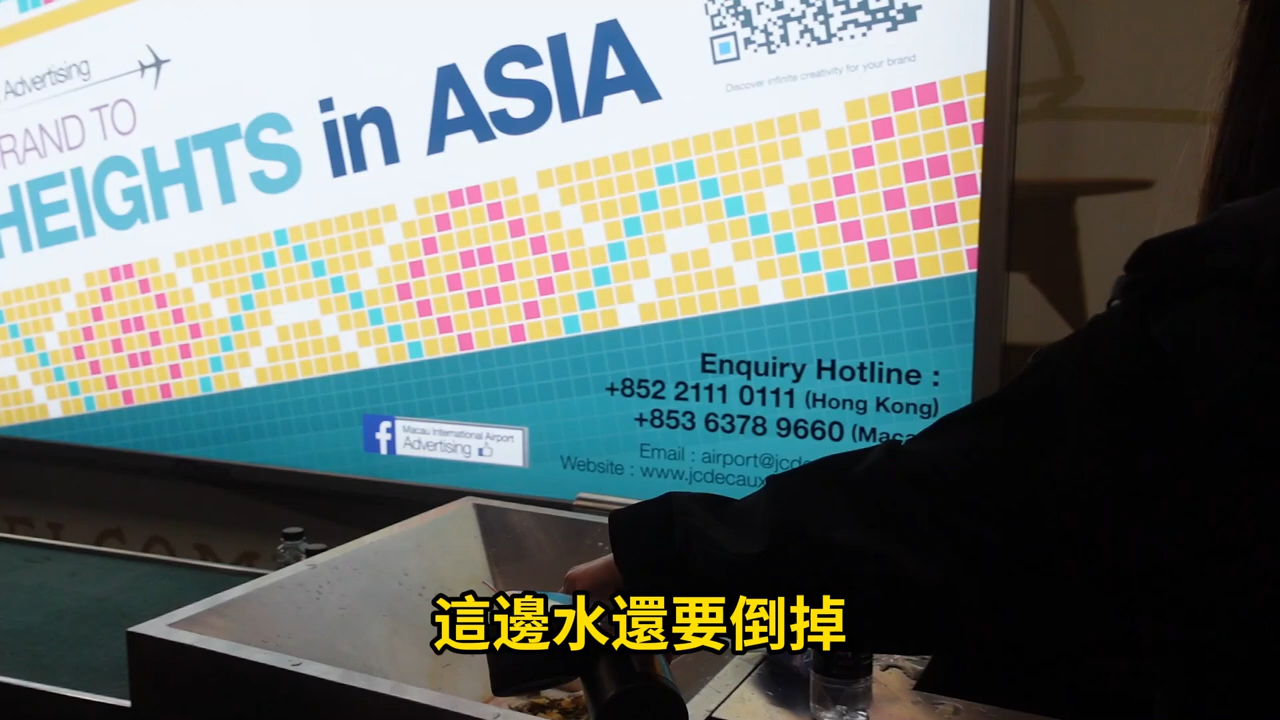 Advertising
RAND TO
HEIGHTS in ASIA
Discover infinite creativity for your brand
Enquiry Hotline :
+852 2111 0111 (Hong Kong)
+853 6378 9660 (Maca
Macau International Airport
Advertising
Email : airport@jcde
Website : www.jcdecaux
ELCOM
這邊水還要倒掉